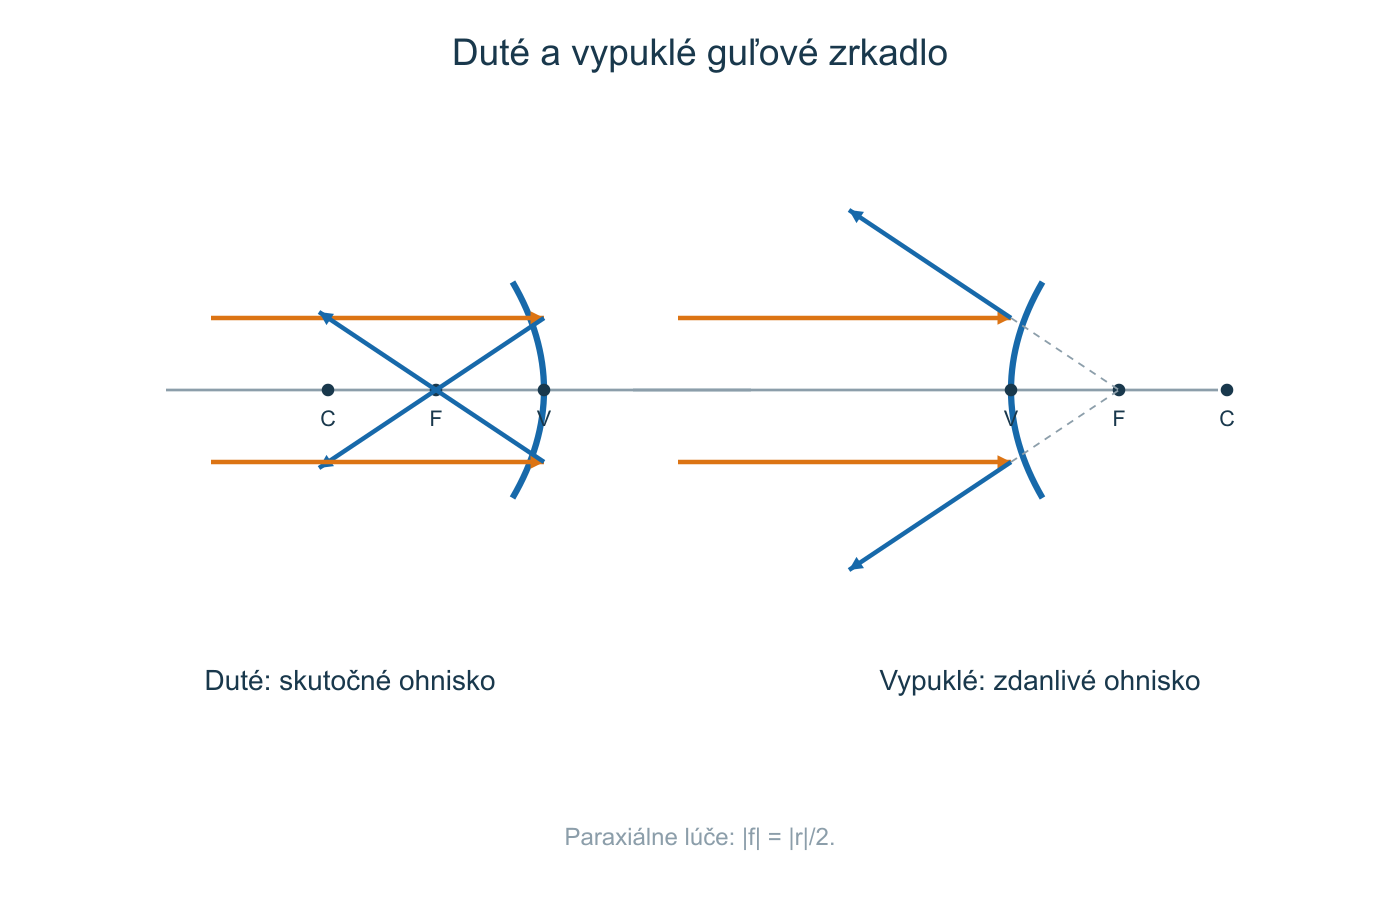 Duté a vypuklé guľové zrkadlo
C F V V F C
Duté: skutočné ohnisko
Vypuklé: zdanlivé ohnisko
Paraxiálne lúče: |f| = |r|/2.